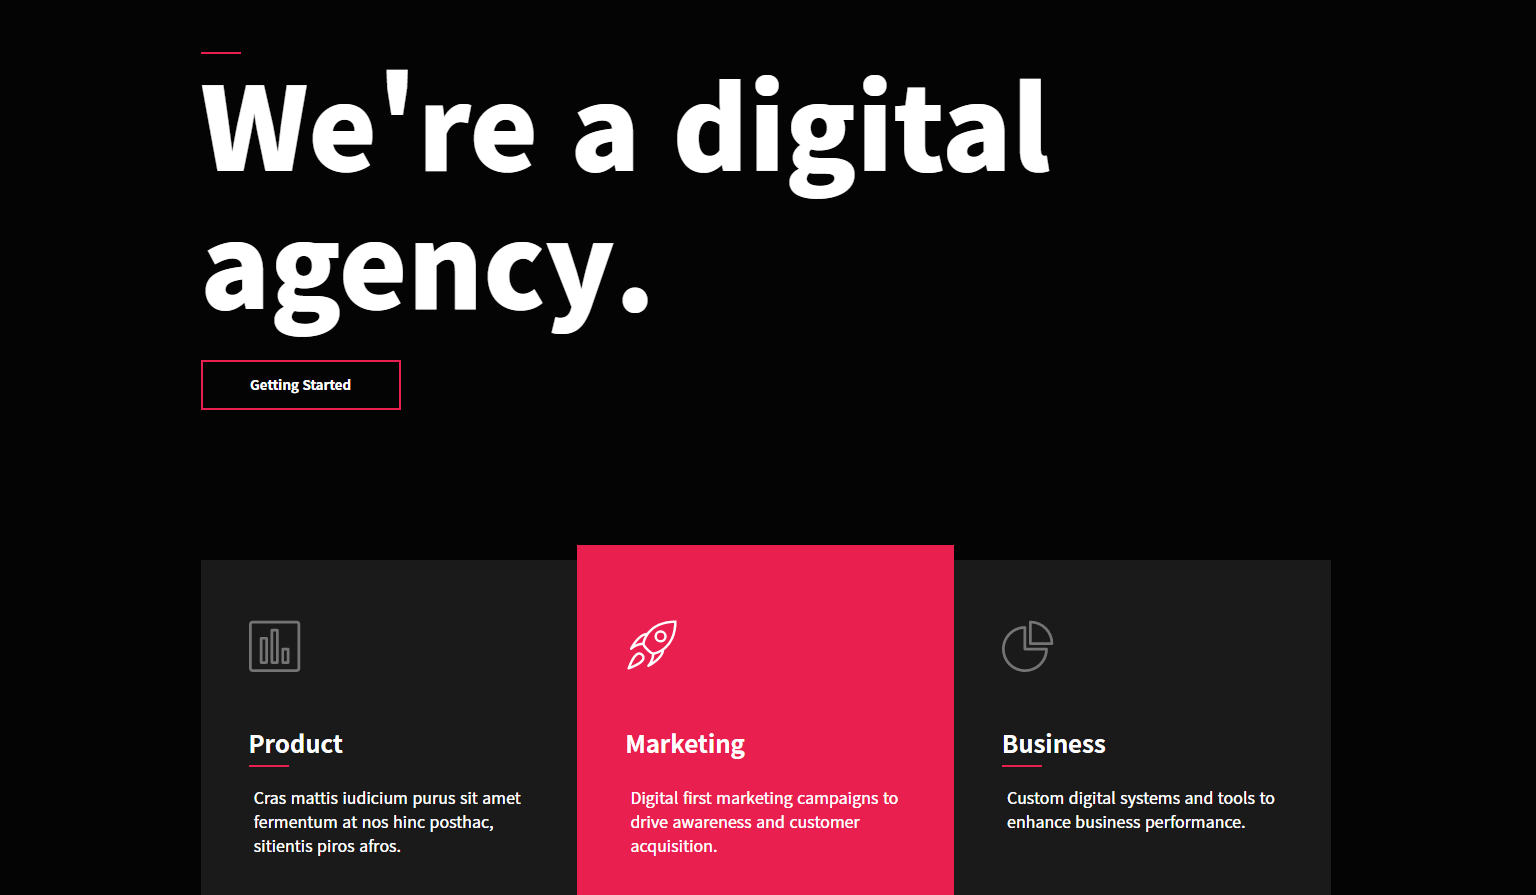 We're a digital
agency.
Getting Started
Product
Cras mattis iudicium purus sit amet
fermentum at nos hinc posthac,
sitientis piros afros.
Marketing
Digital first marketing campaigns to
drive awareness and customer
acquisition.
Business
Custom digital systems and tools to
enhance business performance.